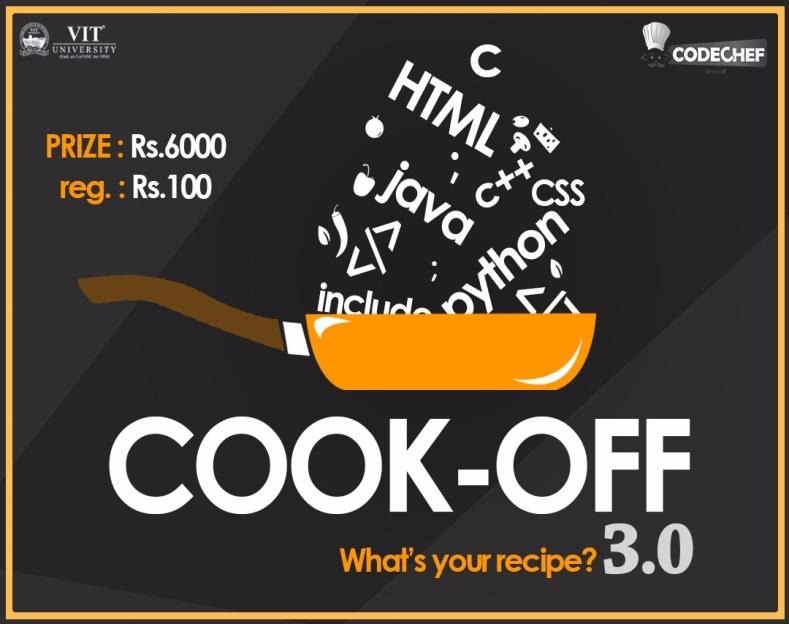 VIT
UNIVERSITY
CODECHEF
PRIZE : Rs.6000
reg. : Rs.100
C
HTML
;
C++
CSS
java
python
</>
;
include
COOK-OFF
What's your recipe? 3.0